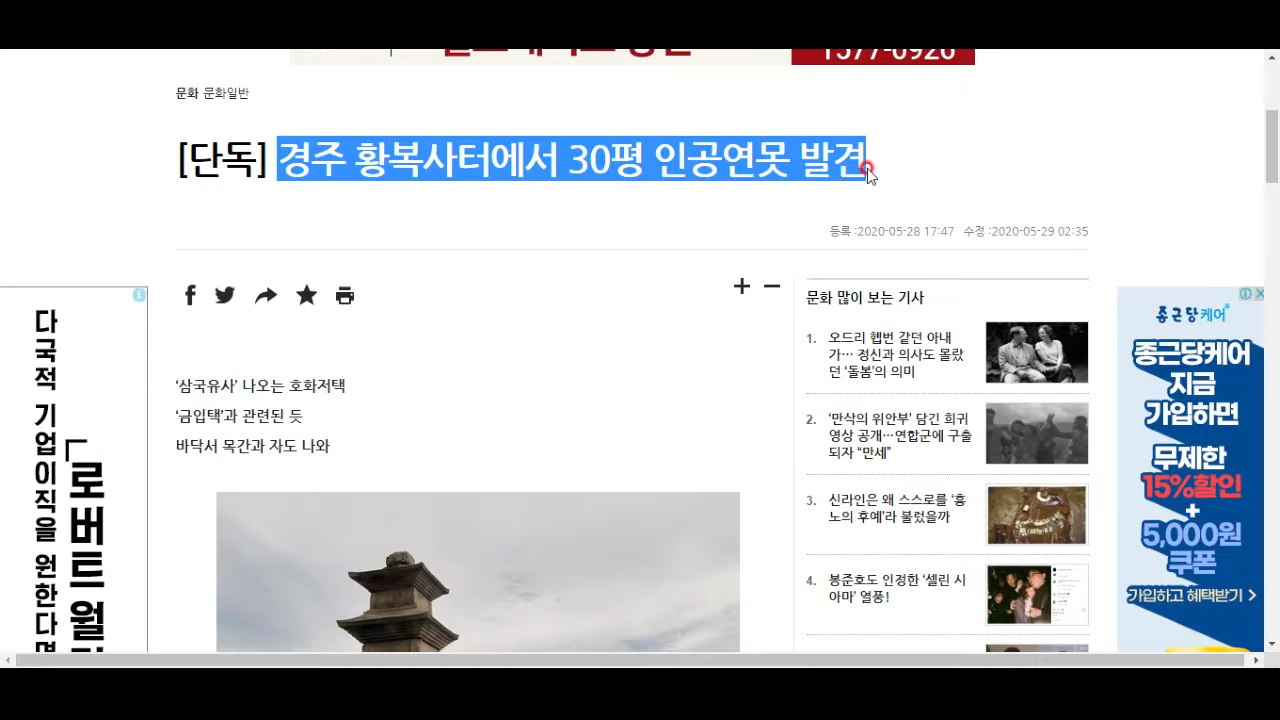 1577-0926
문화 문화일반
[단독] 경주 황복사터에서 30평 인공연못 발견
등록 :2020-05-28 17:47 수정 :2020-05-29 02:35
‘삼국유사’ 나오는 호화저택
‘금입택’과 관련된 듯
바닥서 목간과 자도 나와
문화 많이 보는 기사
1. 오드리 헵번 같던 아내
가… 정신과 의사도 몰랐
던 ‘돌봄’의 의미
2. ‘만삭의 위안부’ 담긴 희귀
영상 공개…연합군에 구출
되자 “만세”
3. 신라인은 왜 스스로를 ‘흉
노의 후예’라 불렀을까
4. 봉준호도 인정한 ‘셀린 시
아마’ 열풍!
다국적 기업이직을 원한다면
「로버트 월
종근당케어
종근당케어
지금
가입하면
무제한
15%할인
+
5,000원
쿠폰
가입하고 혜택받기 >